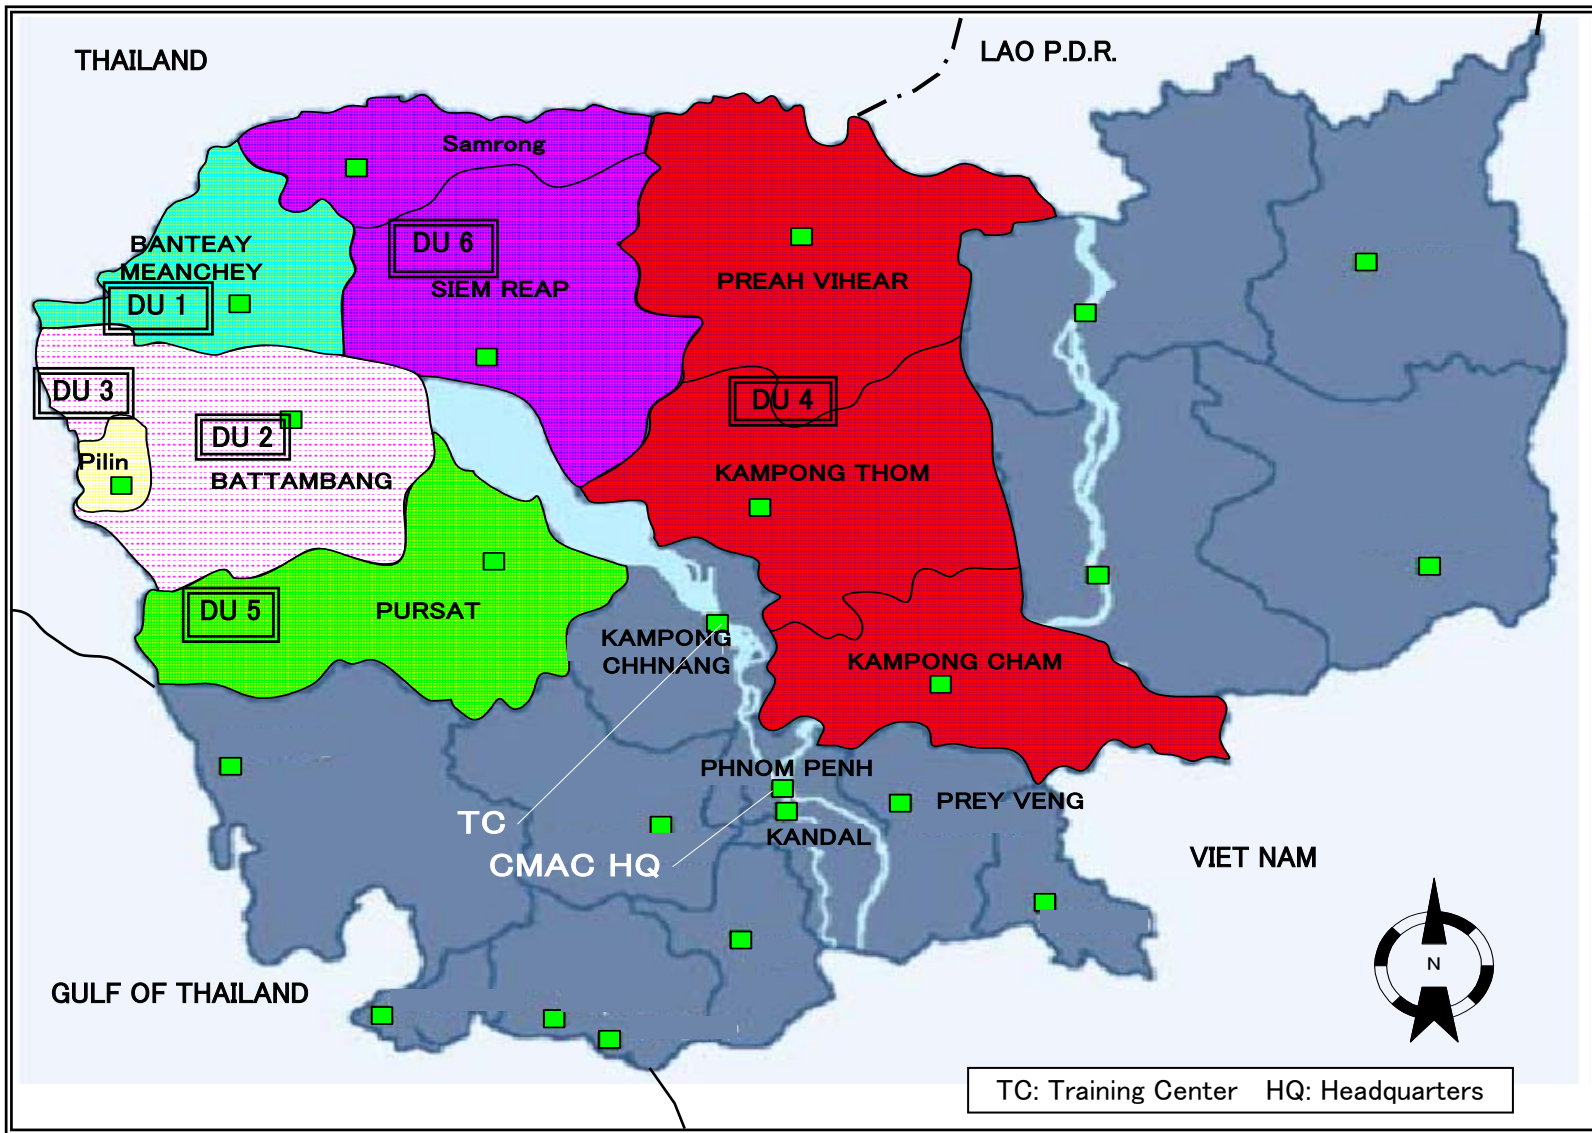 THAILAND
LAO P.D.R.
Samrong
BANTEAY
MEANCHEY
DU 6
SIEM REAP
PREAH VIHEAR
DU 1
DU 3
DU 4
DU 2
Pilin
BATTAMBANG
KAMPONG THOM
DU 5
PURSAT
KAMPONG
CHHNANG
KAMPONG CHAM
PHNOM PENH
PREY VENG
TC
KANDAL
CMAC HQ
VIET NAM
GULF OF THAILAND
N
TC: Training Center HQ: Headquarters